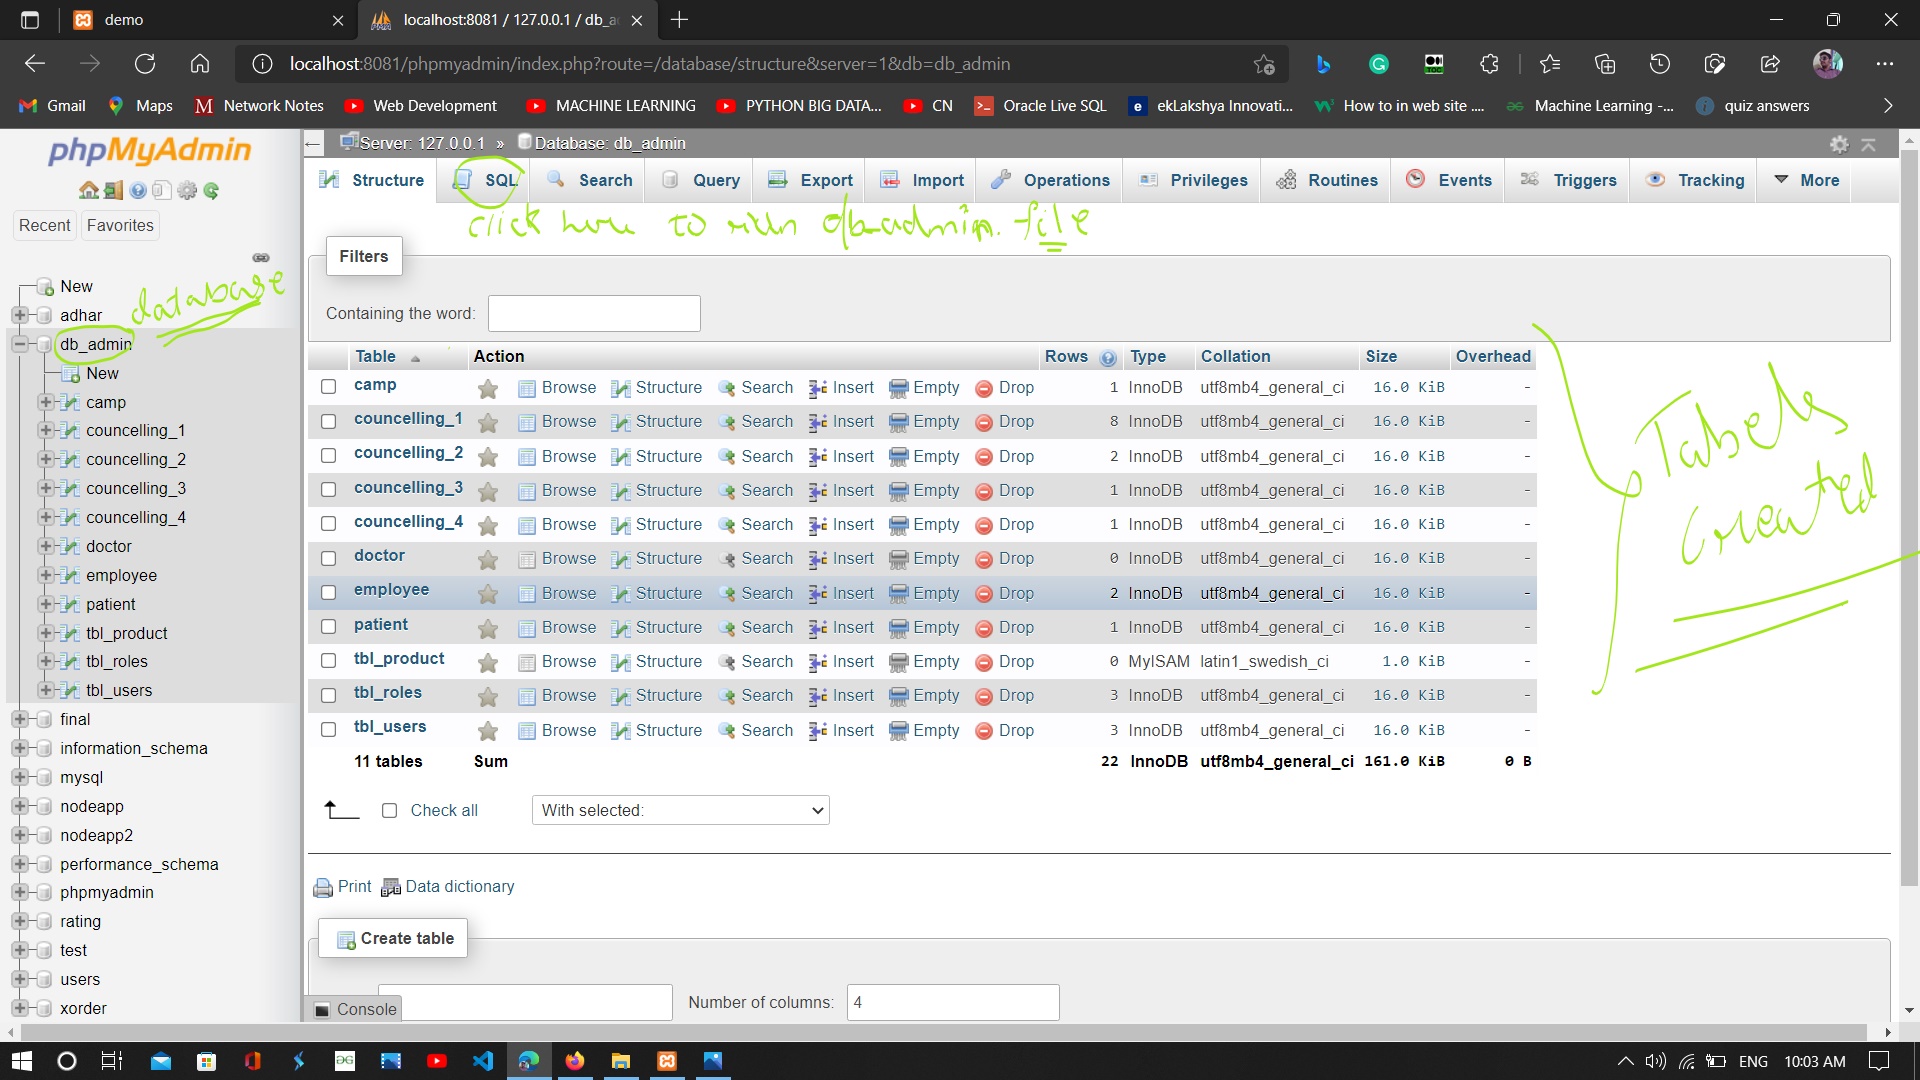 demo
localhost:8081 / 127.0.0.1 / db_a
localhost:8081/phpmyadmin/index.php?route=/database/structure&server=1&db=db_admin
Gmail Maps Network Notes Web Development MACHINE LEARNING PYTHON BIG DATA... CN Oracle Live SQL ekLakshya Innovati... How to in web site .... Machine Learning -... quiz answers
phpMyAdmin
Recent Favorites
New
adhar
database
db_admin
New
camp
councelling_1
councelling_2
councelling_3
councelling_4
doctor
employee
patient
tbl_product
tbl_roles
tbl_users
final
information_schema
mysql
nodeapp
nodeapp2
performance_schema
phpmyadmin
rating
test
users
xorder
Server: 127.0.0.1 » Database: db_admin
Structure SQL Search Query Export Import Operations Privileges Routines Events Triggers Tracking More
click here to run db_admin. file
Filters
Containing the word:
Table Action Rows Type Collation Size Overhead
camp Browse Structure Search Insert Empty Drop 1 InnoDB utf8mb4_general_ci 16.0 KiB -
councelling_1 Browse Structure Search Insert Empty Drop 8 InnoDB utf8mb4_general_ci 16.0 KiB -
councelling_2 Browse Structure Search Insert Empty Drop 2 InnoDB utf8mb4_general_ci 16.0 KiB -
councelling_3 Browse Structure Search Insert Empty Drop 1 InnoDB utf8mb4_general_ci 16.0 KiB -
councelling_4 Browse Structure Search Insert Empty Drop 1 InnoDB utf8mb4_general_ci 16.0 KiB -
doctor Browse Structure Search Insert Empty Drop 0 InnoDB utf8mb4_general_ci 16.0 KiB -
employee Browse Structure Search Insert Empty Drop 2 InnoDB utf8mb4_general_ci 16.0 KiB -
patient Browse Structure Search Insert Empty Drop 1 InnoDB utf8mb4_general_ci 16.0 KiB -
tbl_product Browse Structure Search Insert Empty Drop 0 MyISAM latin1_swedish_ci 1.0 KiB -
tbl_roles Browse Structure Search Insert Empty Drop 3 InnoDB utf8mb4_general_ci 16.0 KiB -
tbl_users Browse Structure Search Insert Empty Drop 3 InnoDB utf8mb4_general_ci 16.0 KiB -
11 tables Sum 22 InnoDB utf8mb4_general_ci 161.0 KiB 0 B
Tabels
created
Check all With selected:
Print Data dictionary
Create table
Number of columns: 4
Console
ENG 10:03 AM